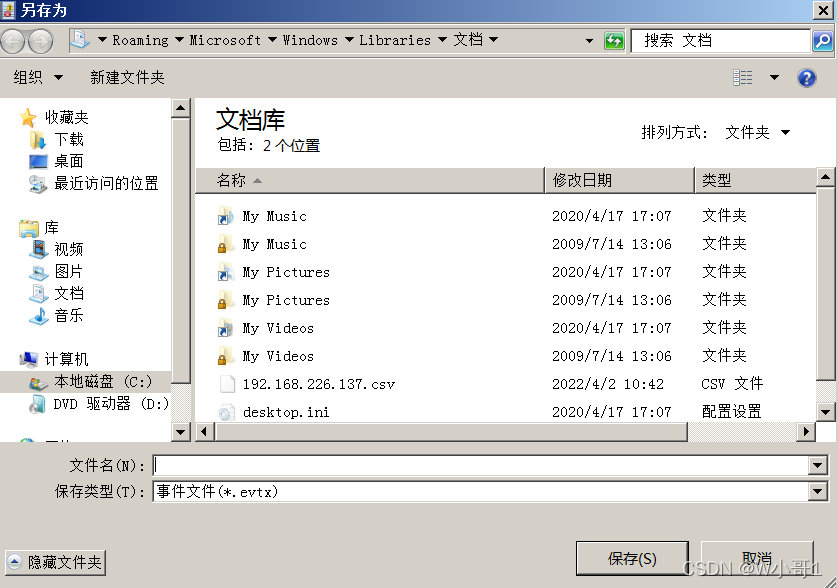 另存为
Roaming Microsoft Windows Libraries 文档 搜索 文档
组织 新建文件夹
收藏夹
下载
桌面
最近访问的位置
库
视频
图片
文档
音乐
计算机
本地磁盘 (C:)
DVD 驱动器 (D:)
文档库
包括: 2 个位置
排列方式: 文件夹
名称 修改日期 类型
My Music 2020/4/17 17:07 文件夹
My Music 2009/7/14 13:06 文件夹
My Pictures 2020/4/17 17:07 文件夹
My Pictures 2009/7/14 13:06 文件夹
My Videos 2020/4/17 17:07 文件夹
My Videos 2009/7/14 13:06 文件夹
192.168.226.137.csv 2022/4/2 10:42 CSV 文件
desktop.ini 2020/4/17 17:07 配置设置
文件名(N):
保存类型(T): 事件文件(*.evtx)
隐藏文件夹 保存(S) 取消
CSDN @W小哥1